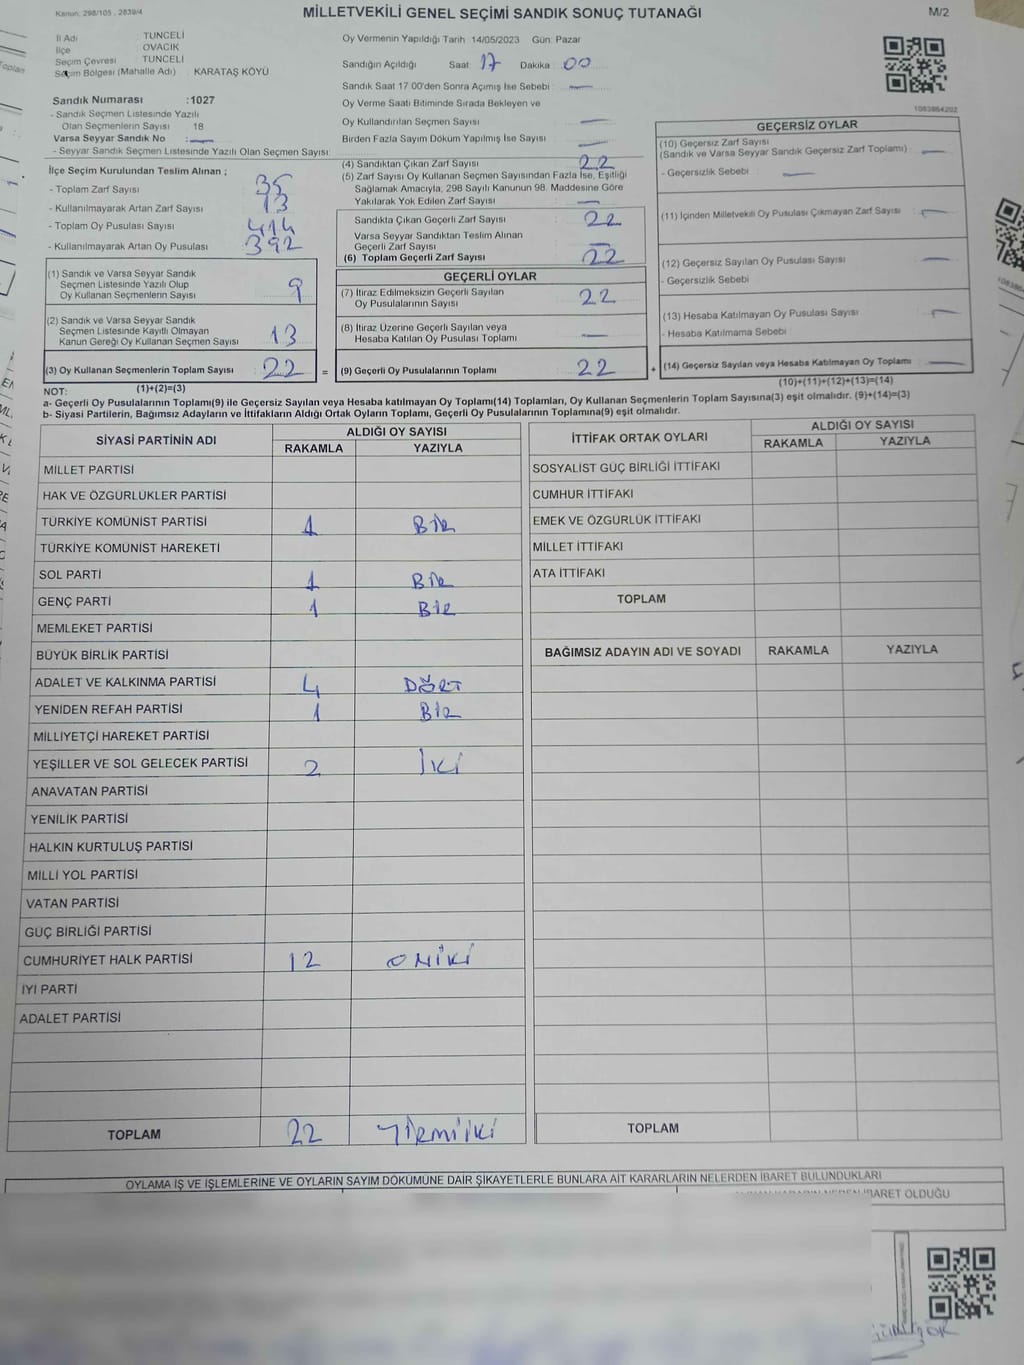 Kanun, 298/105 , 2839/4
MİLLETVEKİLİ GENEL SEÇİMİ SANDIK SONUÇ TUTANAĞI
M/2
İl Adı TUNCELİ
İlçe OVACIK
Seçim Çevresi TUNCELİ
Seçim Bölgesi (Mahalle Adı) : KARATAŞ KÖYÜ
Oy Vermenin Yapıldığı Tarih 14/05/2023 Gün: Pazar
Sandığın Açıldığı Saat 17 Dakika 00
Sandık Saat 17 00'den Sonra Açımış İse Sebebi :
Oy Verme Saati Bitiminde Sırada Bekleyen ve
Oy Kullandırılan Seçmen Sayısı
Birden Fazla Sayım Döküm Yapılmış İse Sayısı
1083864202
Sandık Numarası :1027
- Sandık Seçmen Listesinde Yazılı
Olan Seçmenlerin Sayısı : 18
Varsa Seyyar Sandık No :
- Seyyar Sandık Seçmen Listesinde Yazılı Olan Seçmen Sayısı:
İlçe Seçim Kurulundan Teslim Alınan ;
- Toplam Zarf Sayısı : 35
- Kullanılmayarak Artan Zarf Sayısı : 13
- Toplam Oy Pusulası Sayısı : 414
- Kullanılmayarak Artan Oy Pusulası : 392
(1) Sandık ve Varsa Seyyar Sandık
Seçmen Listesinde Yazılı Olup
Oy Kullanan Seçmenlerin Sayısı : 9
(2) Sandık ve Varsa Seyyar Sandık
Seçmen Listesinde Kayıtlı Olmayan
Kanun Gereği Oy Kullanan Seçmen Sayısı : 13
(3) Oy Kullanan Seçmenlerin Toplam Sayısı : 22
(1)+(2)=(3)
(4) Sandıktan Çıkan Zarf Sayısı : 22
(5) Zarf Sayısı Oy Kullanan Seçmen Sayısından Fazla İse, Eşitliği
Sağlamak Amacıyla, 298 Sayılı Kanunun 98. Maddesine Göre
Yakılarak Yok Edilen Zarf Sayısı :
Sandıkta Çıkan Geçerli Zarf Sayısı : 22
Varsa Seyyar Sandıktan Teslim Alınan
Geçerli Zarf Sayısı :
(6) Toplam Geçerli Zarf Sayısı : 22
GEÇERLİ OYLAR
(7) İtiraz Edilmeksizin Geçerli Sayılan
Oy Pusulalarının Sayısı : 22
(8) İtiraz Üzerine Geçerli Sayılan veya
Hesaba Katılan Oy Pusulası Toplamı :
= (9) Geçerli Oy Pusulalarının Toplamı : 22
GEÇERSİZ OYLAR
(10) Geçersiz Zarf Sayısı
(Sandık ve Varsa Seyyar Sandık Geçersiz Zarf Toplamı) :
- Geçersizlik Sebebi :
(11) İçinden Milletvekili Oy Pusulası Çıkmayan Zarf Sayısı :
(12) Geçersiz Sayılan Oy Pusulası Sayısı :
- Geçersizlik Sebebi :
(13) Hesaba Katılmayan Oy Pusulası Sayısı :
- Hesaba Katılmama Sebebi :
+ (14) Geçersiz Sayılan veya Hesaba Katılmayan Oy Toplamı :
(10)+(11)+(12)+(13)=(14)
NOT:
a- Geçerli Oy Pusulalarının Toplamı(9) ile Geçersiz Sayılan veya Hesaba katılmayan Oy Toplamı(14) Toplamları, Oy Kullanan Seçmenlerin Toplam Sayısına(3) eşit olmalıdır. (9)+(14)=(3)
b- Siyasi Partilerin, Bağımsız Adayların ve İttifakların Aldığı Ortak Oyların Toplamı, Geçerli Oy Pusulalarının Toplamına(9) eşit olmalıdır.
SİYASİ PARTİNİN ADI ALDIĞI OY SAYISI
RAKAMLA YAZIYLA
MİLLET PARTİSİ
HAK VE ÖZGÜRLÜKLER PARTİSİ
TÜRKİYE KOMÜNİST PARTİSİ 1 BİR
TÜRKİYE KOMÜNİST HAREKETİ
SOL PARTİ 1 BİR
GENÇ PARTİ 1 BİR
MEMLEKET PARTİSİ
BÜYÜK BİRLİK PARTİSİ
ADALET VE KALKINMA PARTİSİ 4 DÖRT
YENİDEN REFAH PARTİSİ 1 BİR
MİLLİYETÇİ HAREKET PARTİSİ
YEŞİLLER VE SOL GELECEK PARTİSİ 2 İKİ
ANAVATAN PARTİSİ
YENİLİK PARTİSİ
HALKIN KURTULUŞ PARTİSİ
MİLLİ YOL PARTİSİ
VATAN PARTİSİ
GÜÇ BİRLİĞİ PARTİSİ
CUMHURİYET HALK PARTİSİ 12 ONİKİ
İYİ PARTİ
ADALET PARTİSİ
TOPLAM 22 YİRMİİKİ
İTTİFAK ORTAK OYLARI ALDIĞI OY SAYISI
RAKAMLA YAZIYLA
SOSYALİST GÜÇ BİRLİĞİ İTTİFAKI
CUMHUR İTTİFAKI
EMEK VE ÖZGÜRLÜK İTTİFAKI
MİLLET İTTİFAKI
ATA İTTİFAKI
TOPLAM
BAĞIMSIZ ADAYIN ADI VE SOYADI RAKAMLA YAZIYLA
TOPLAM
OYLAMA İŞ VE İŞLEMLERİNE VE OYLARIN SAYIM DÖKÜMÜNE DAİR ŞİKAYETLERLE BUNLARA AİT KARARLARIN NELERDEN İBARET BULUNDUKLARI
İBARET OLDUĞU